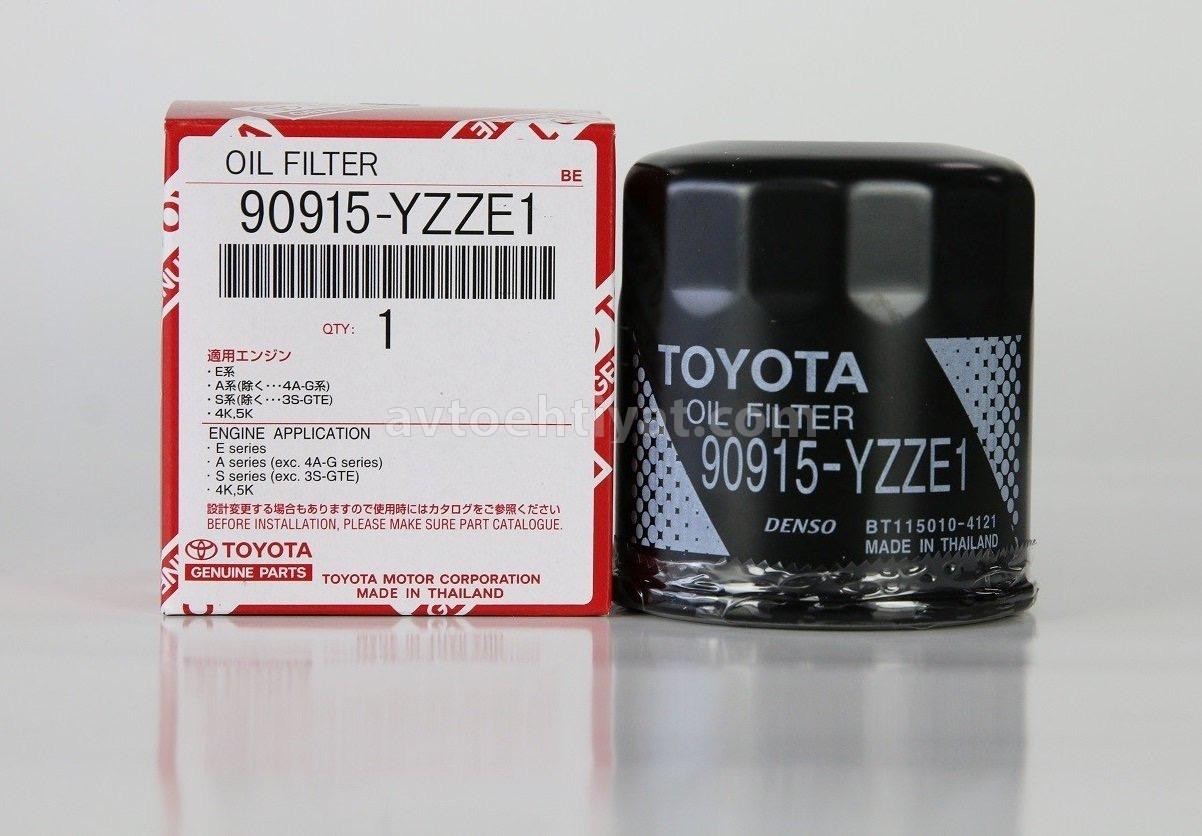 OIL FILTER
BE
90915-YZZE1
QTY: 1
適用エンジン
・E系
・A系(除く・・・4A-G系)
・S系(除く・・・3S-GTE)
・4K,5K
ENGINE APPLICATION
・E series
・A series (exc. 4A-G series)
・S series (exc. 3S-GTE)
・4K,5K
設計変更する場合もありますので使用時にはカタログをご参照ください
BEFORE INSTALLATION, PLEASE MAKE SURE PART CATALOGUE.
TOYOTA
GENUINE PARTS
TOYOTA MOTOR CORPORATION
MADE IN THAILAND
TOYOTA
OIL FILTER
90915-YZZE1
DENSO
BT115010-4121
MADE IN THAILAND
avtoehtiyat.com